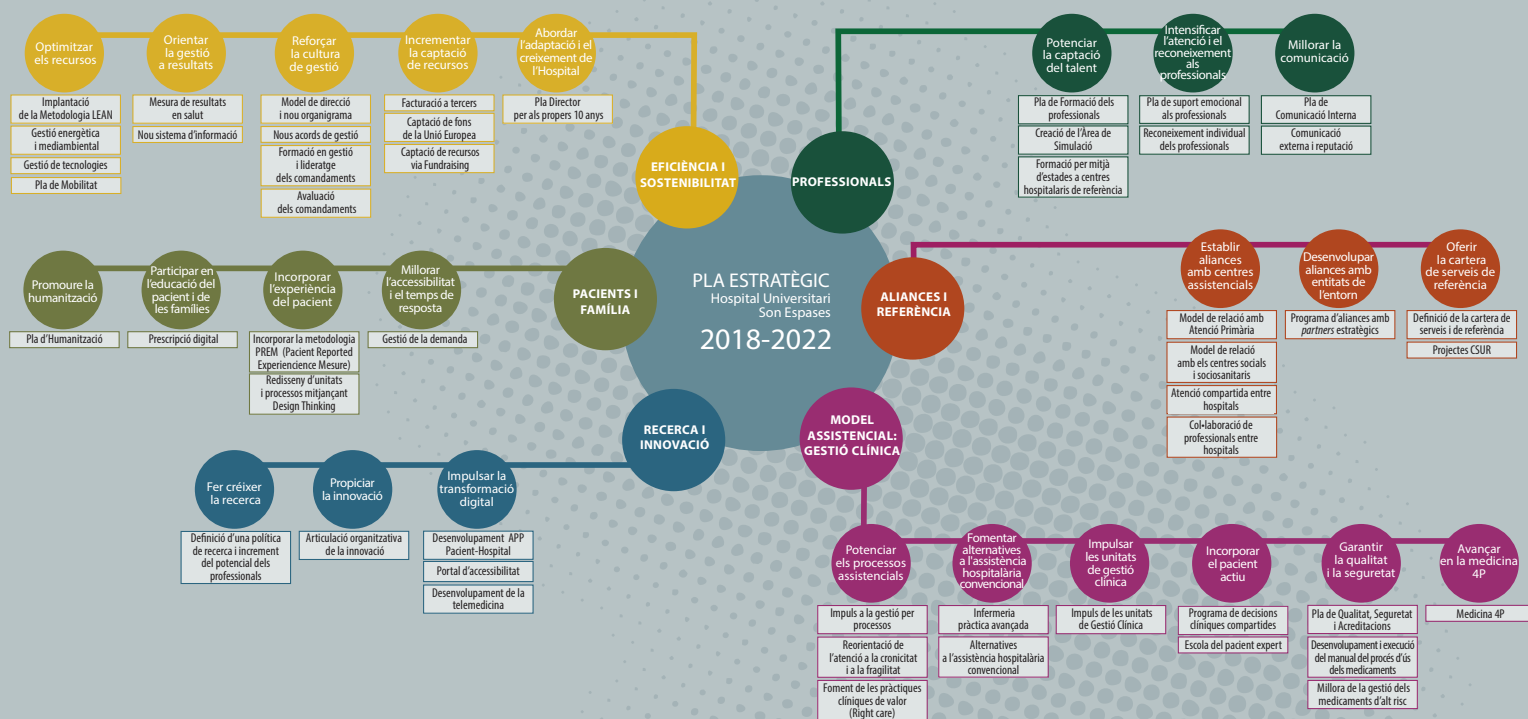 Optimitzar
els recursos
Implantació
de la Metodologia LEAN
Gestió energètica
i mediambiental
Gestió de tecnologies
Pla de Mobilitat
Orientar
la gestió
a resultats
Mesura de resultats
en salut
Nou sistema d'informació
Reforçar
la cultura
de gestió
Model de direcció
i nou organigrama
Nous acords de gestió
Formació en gestió
i lideratge
dels comandaments
Avaluació
dels comandaments
Incrementar
la captació
de recursos
Facturació a tercers
Captació de fons
de la Unió Europea
Captació de recursos
via Fundraising
Abordar
l'adaptació i el
creixement de
l'Hospital
Pla Director
per als propers 10 anys
EFICIÈNCIA I
SOSTENIBILITAT
PROFESSIONALS
Potenciar
la captació
del talent
Pla de Formació dels
professionals
Creació de l'Àrea de
Simulació
Formació per mitjà
d'estades a centres
hospitalaris de referència
Intensificar
l'atenció i el
reconeixement
als
professionals
Pla de suport emocional
als professionals
Reconeixement individual
dels professionals
Millorar la
comunicació
Pla de
Comunicació Interna
Comunicació
externa i reputació
Promoure la
humanització
Pla d'Humanització
Participar en
l'educació del
pacient i de
les famílies
Prescripció digital
Incorporar
l'experiència
del pacient
Incorporar la metodologia
PREM (Pacient Reported
Experiencience Mesure)
Redisseny d'unitats
i processos mitjançant
Design Thinking
Millorar
l'accessibilitat
i el temps de
resposta
Gestió de la demanda
PACIENTS I
FAMÍLIA
PLA ESTRATÈGIC
Hospital Universitari
Son Espases
2018-2022
ALIANCES I
REFERÈNCIA
Establir
aliances
amb centres
assistencials
Model de relació amb
Atenció Primària
Model de relació
amb els centres socials
i sociosanitaris
Atenció compartida entre
hospitals
Col•laboració de
professionals entre
hospitals
Desenvolupar
aliances amb
entitats de
l'entorn
Programa d'aliances amb
partners estratègics
Oferir
la cartera
de serveis de
referència
Definició de la cartera de
serveis i de referència
Projectes CSUR
RECERCA I
INNOVACIÓ
Fer créixer
la recerca
Definició d'una política
de recerca i increment
del potencial dels
professionals
Propiciar
la innovació
Articulació organitzativa
de la innovació
Impulsar la
transformació
digital
Desenvolupament APP
Pacient-Hospital
Portal d'accessibilitat
Desenvolupament de la
telemedicina
MODEL
ASSISTENCIAL:
GESTIÓ CLÍNICA
Potenciar
els processos
assistencials
Impuls a la gestió per
processos
Reorientació de
l'atenció a la cronicitat
i a la fragilitat
Foment de les pràctiques
clíniques de valor
(Right care)
Fomentar
alternatives
a l'assistència
hospitalària
convencional
Infermeria
pràctica avançada
Alternatives
a l'assistència hospitalària
convencional
Impulsar
les unitats
de gestió
clínica
Impuls de les unitats
de Gestió Clínica
Incorporar
el pacient
actiu
Programa de decisions
clíniques compartides
Escola del pacient expert
Garantir
la qualitat
i la seguretat
Pla de Qualitat, Seguretat
i Acreditacions
Desenvolupament i execució
del manual del procés d'ús
dels medicaments
Millora de la gestió dels
medicaments d'alt risc
Avançar
en la medicina
4P
Medicina 4P